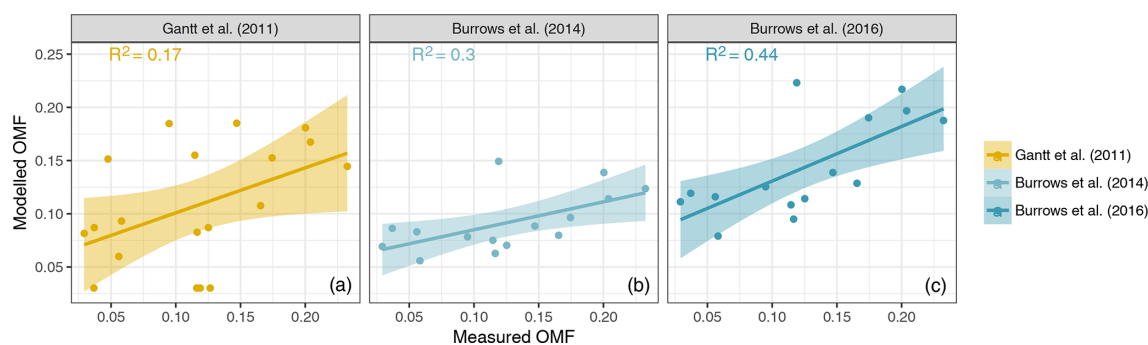 Gantt et al. (2011)
Burrows et al. (2014)
Burrows et al. (2016)
R² = 0.17
R² = 0.3
R² = 0.44
0.25
0.20
0.15
0.10
0.05
Modelled OMF
(a)
(b)
(c)
0.05 0.10 0.15 0.20
0.05 0.10 0.15 0.20
0.05 0.10 0.15 0.20
Measured OMF
a Gantt et al. (2011)
a Burrows et al. (2014)
a Burrows et al. (2016)